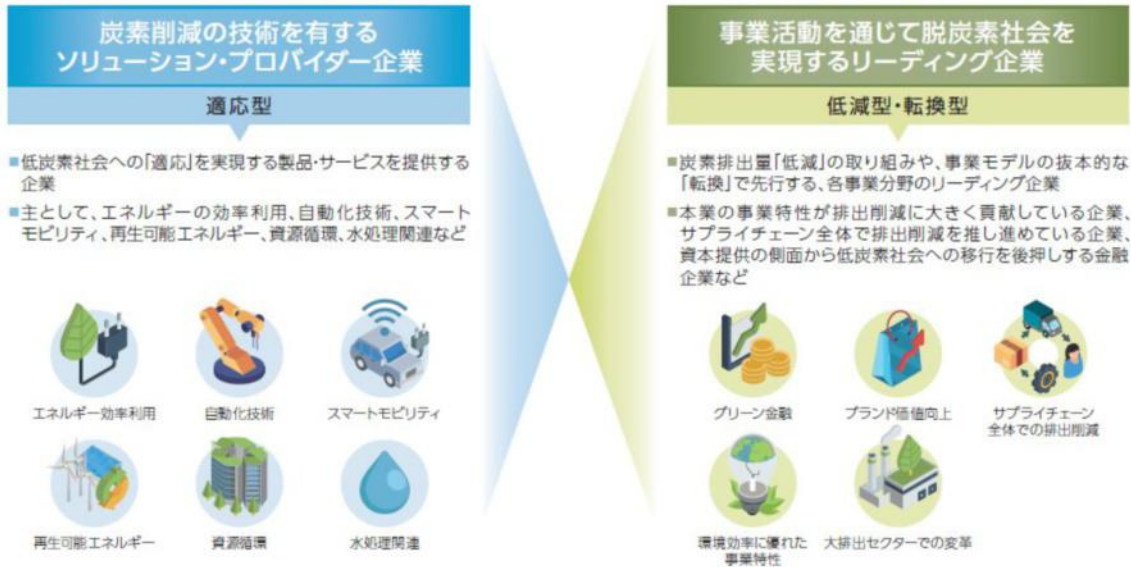 炭素削減の技術を有する
ソリューション・プロバイダー企業
適応型
■低炭素社会への「適応」を実現する製品・サービスを提供する
企業
■主として、エネルギーの効率利用、自動化技術、スマート
モビリティ、再生可能エネルギー、資源循環、水処理関連など
エネルギー効率利用
自動化技術
スマートモビリティ
再生可能エネルギー
資源循環
水処理関連
事業活動を通じて脱炭素社会を
実現するリーディング企業
低減型・転換型
■炭素排出量「低減」の取り組みや、事業モデルの抜本的な
「転換」で先行する、各事業分野のリーディング企業
■本業の事業特性が排出削減に大きく貢献している企業、
サプライチェーン全体で排出削減を推し進めている企業、
資本提供の側面から低炭素社会への移行を後押しする金融
企業など
グリーン金融
ブランド価値向上
サプライチェーン
全体での排出削減
環境効率に優れた
事業特性
大排出セクターでの変革